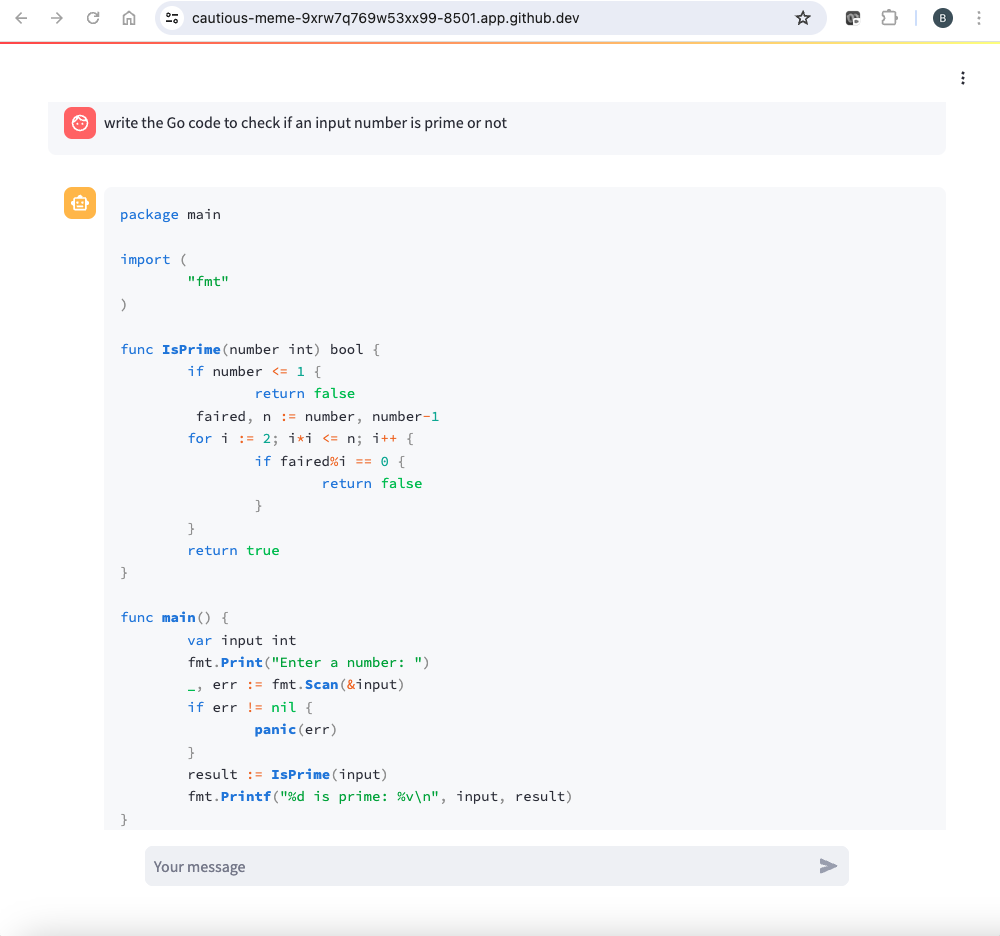 cautious-meme-9xrw7q769w53xx99-8501.app.github.dev
B
write the Go code to check if an input number is prime or not
package main
import (
"fmt"
)
func IsPrime(number int) bool {
if number <= 1 {
return false
faired, n := number, number-1
for i := 2; i*i <= n; i++ {
if faired%i == 0 {
return false
}
}
return true
}
func main() {
var input int
fmt.Print("Enter a number: ")
_, err := fmt.Scan(&input)
if err != nil {
panic(err)
}
result := IsPrime(input)
fmt.Printf("%d is prime: %v\n", input, result)
}
Your message